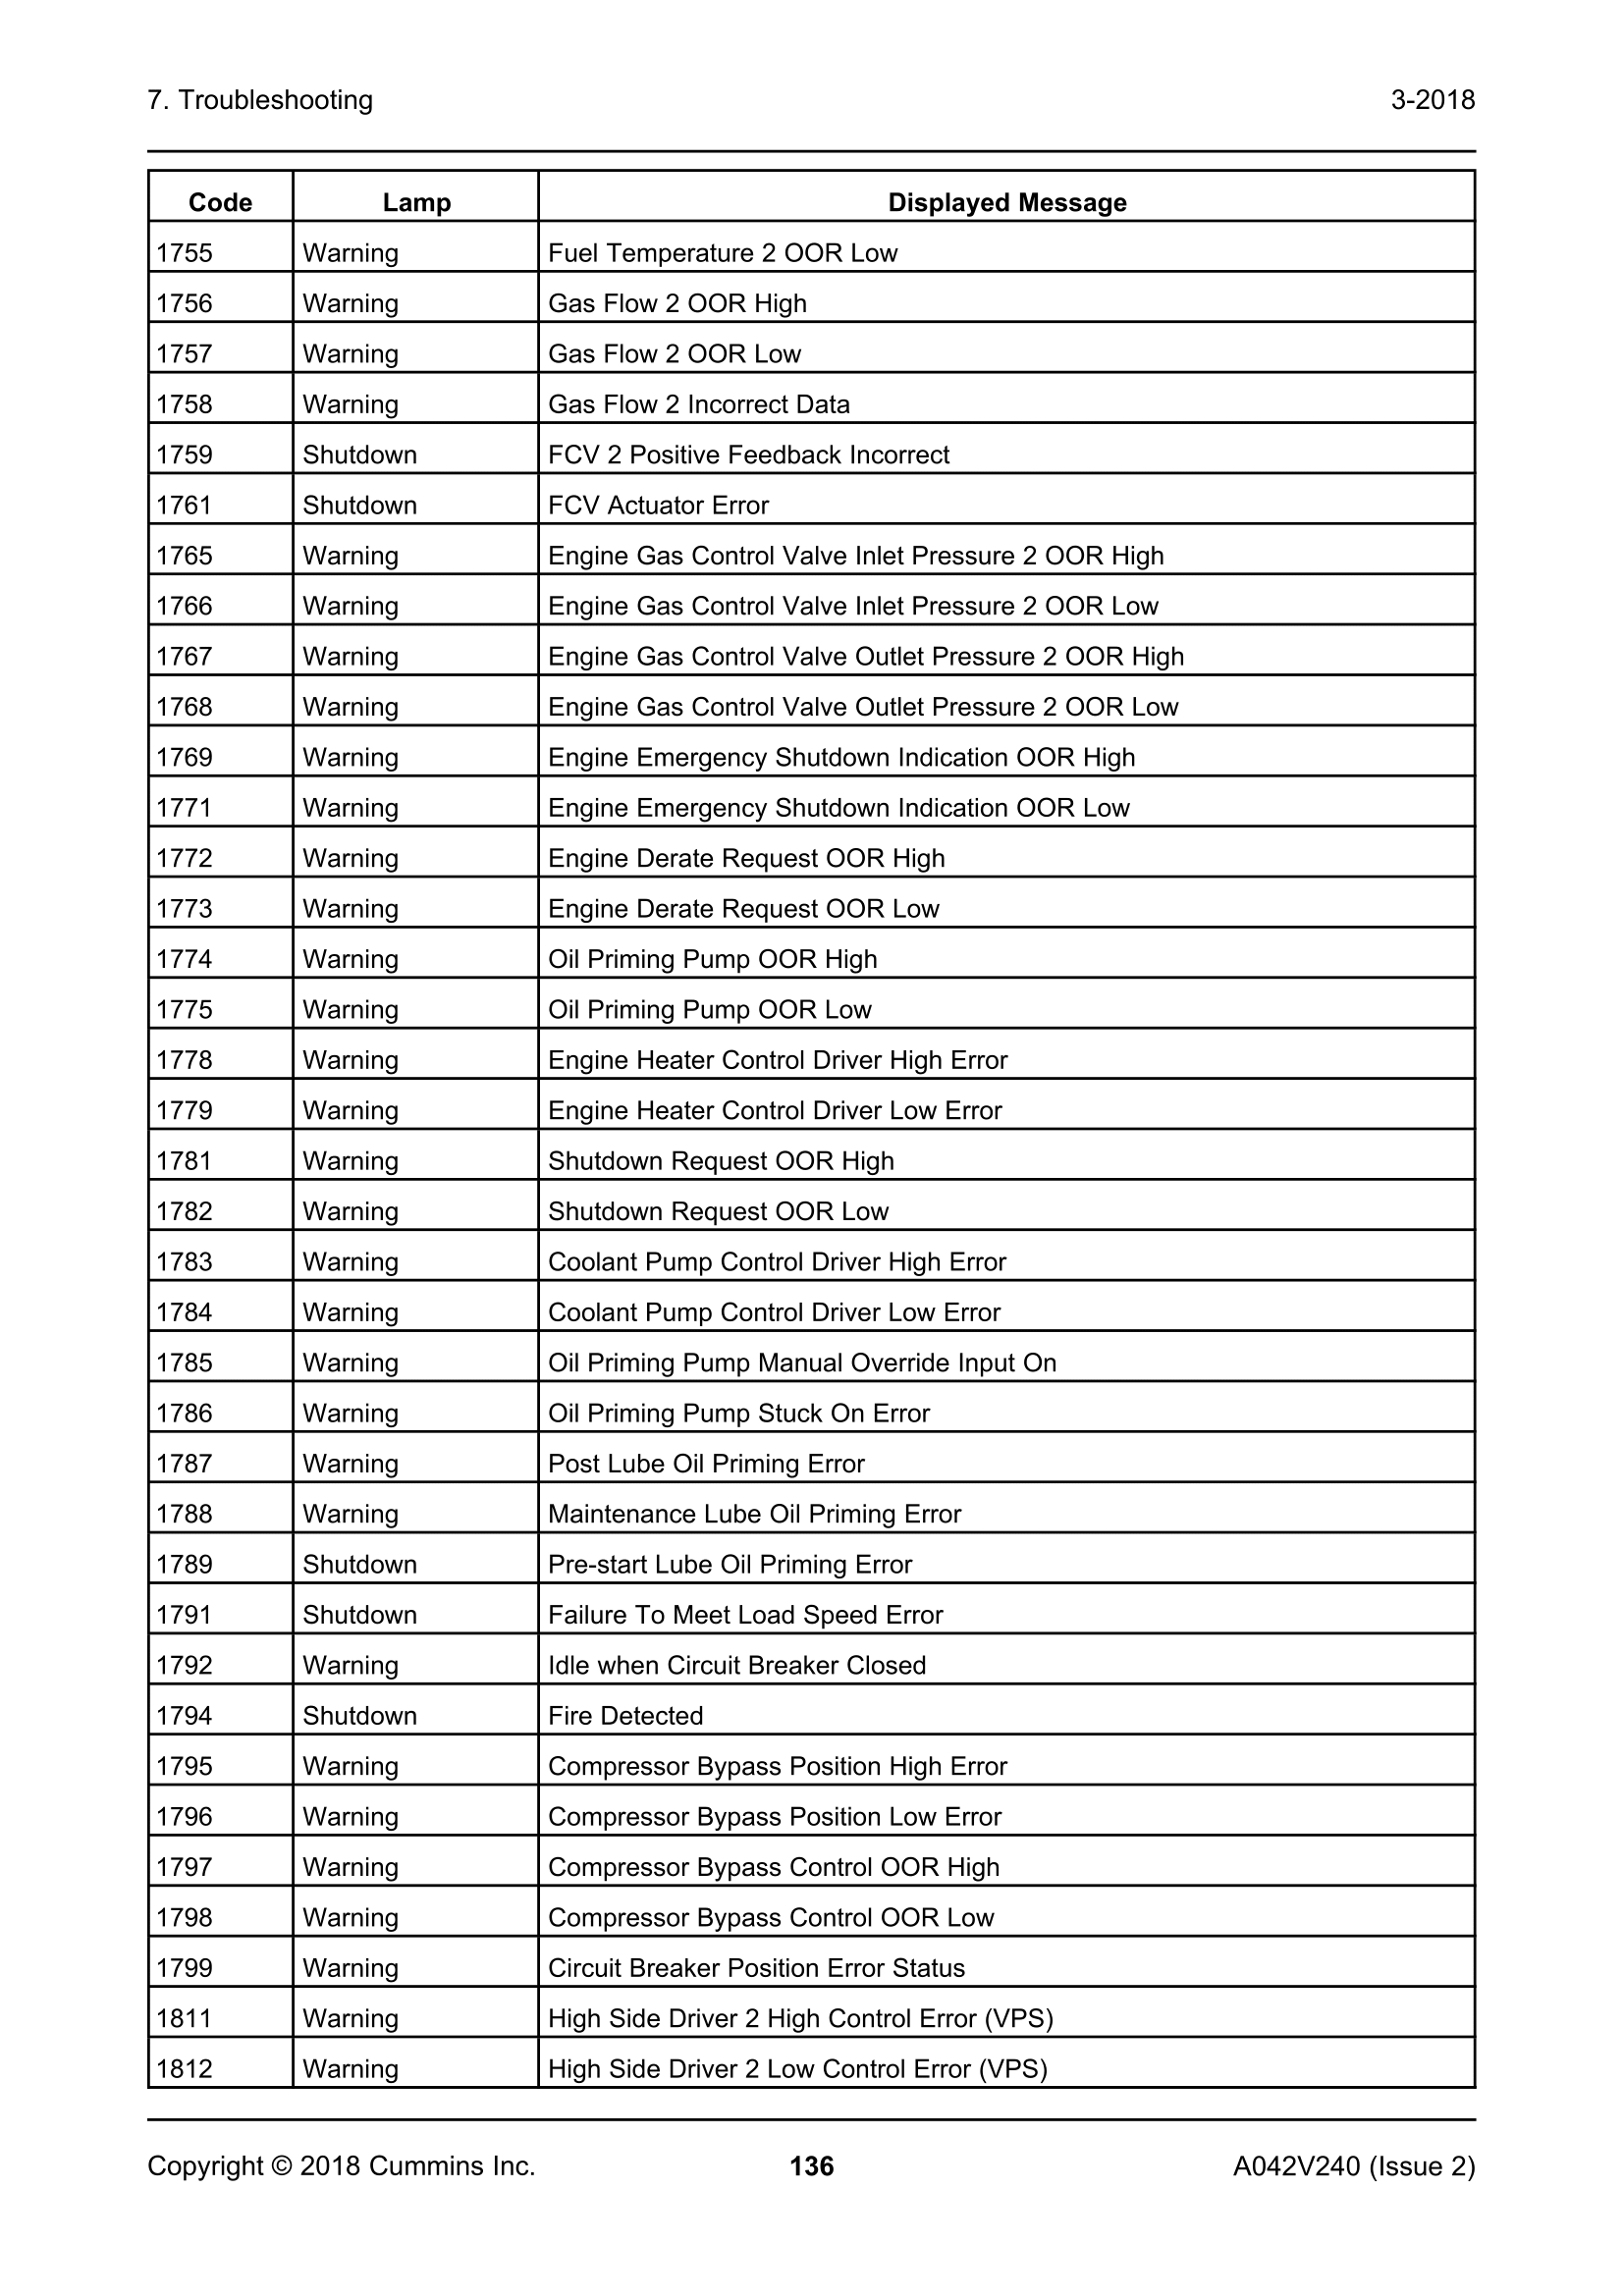 7. Troubleshooting 3-2018
Code Lamp Displayed Message
1755 Warning Fuel Temperature 2 OOR Low
1756 Warning Gas Flow 2 OOR High
1757 Warning Gas Flow 2 OOR Low
1758 Warning Gas Flow 2 Incorrect Data
1759 Shutdown FCV 2 Positive Feedback Incorrect
1761 Shutdown FCV Actuator Error
1765 Warning Engine Gas Control Valve Inlet Pressure 2 OOR High
1766 Warning Engine Gas Control Valve Inlet Pressure 2 OOR Low
1767 Warning Engine Gas Control Valve Outlet Pressure 2 OOR High
1768 Warning Engine Gas Control Valve Outlet Pressure 2 OOR Low
1769 Warning Engine Emergency Shutdown Indication OOR High
1771 Warning Engine Emergency Shutdown Indication OOR Low
1772 Warning Engine Derate Request OOR High
1773 Warning Engine Derate Request OOR Low
1774 Warning Oil Priming Pump OOR High
1775 Warning Oil Priming Pump OOR Low
1778 Warning Engine Heater Control Driver High Error
1779 Warning Engine Heater Control Driver Low Error
1781 Warning Shutdown Request OOR High
1782 Warning Shutdown Request OOR Low
1783 Warning Coolant Pump Control Driver High Error
1784 Warning Coolant Pump Control Driver Low Error
1785 Warning Oil Priming Pump Manual Override Input On
1786 Warning Oil Priming Pump Stuck On Error
1787 Warning Post Lube Oil Priming Error
1788 Warning Maintenance Lube Oil Priming Error
1789 Shutdown Pre-start Lube Oil Priming Error
1791 Shutdown Failure To Meet Load Speed Error
1792 Warning Idle when Circuit Breaker Closed
1794 Shutdown Fire Detected
1795 Warning Compressor Bypass Position High Error
1796 Warning Compressor Bypass Position Low Error
1797 Warning Compressor Bypass Control OOR High
1798 Warning Compressor Bypass Control OOR Low
1799 Warning Circuit Breaker Position Error Status
1811 Warning High Side Driver 2 High Control Error (VPS)
1812 Warning High Side Driver 2 Low Control Error (VPS)
Copyright © 2018 Cummins Inc. 136 A042V240 (Issue 2)